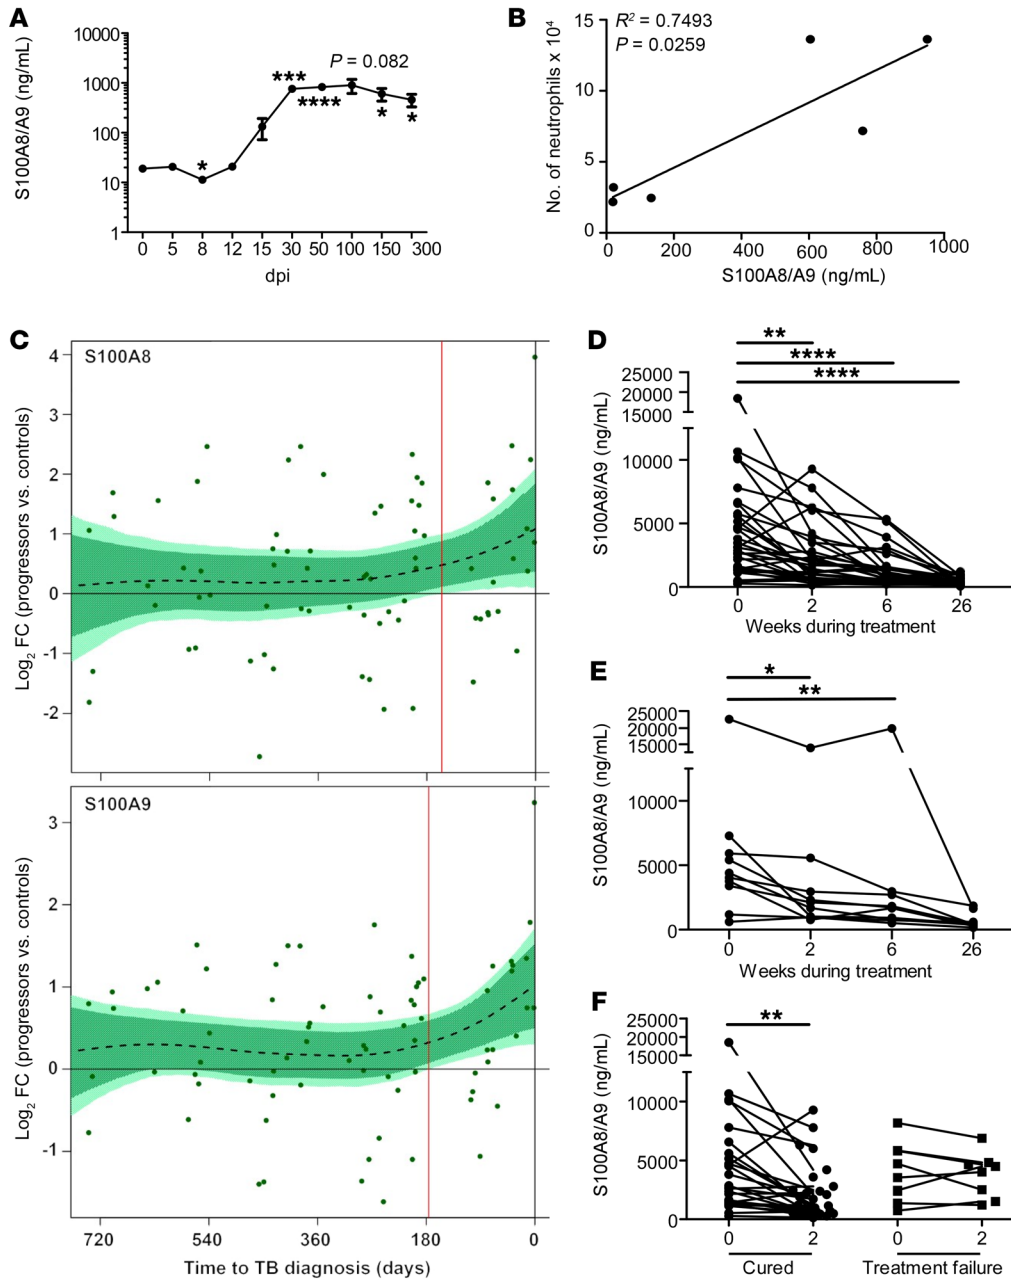 A
S100A8/A9 (ng/mL)
10000
1000
100
10
1
P = 0.082
***
****
*
*
*
0 5 8 12 15 30 50 100 150 300
dpi
B
No. of neutrophils x 10⁴
R² = 0.7493
P = 0.0259
15
10
5
0
0 200 400 600 800 1000
S100A8/A9 (ng/mL)
C
S100A8
Log₂ FC (progressors vs. controls)
4
3
2
1
0
-1
-2
S100A9
Log₂ FC (progressors vs. controls)
3
2
1
0
-1
720 540 360 180 0
Time to TB diagnosis (days)
D
**
****
****
S100A8/A9 (ng/mL)
25000
20000
15000
10000
5000
0
0 2 6 26
Weeks during treatment
E
*
**
S100A8/A9 (ng/mL)
25000
20000
15000
10000
5000
0
0 2 6 26
Weeks during treatment
F
**
S100A8/A9 (ng/mL)
25000
20000
15000
10000
5000
0
0 2 0 2
Cured Treatment failure